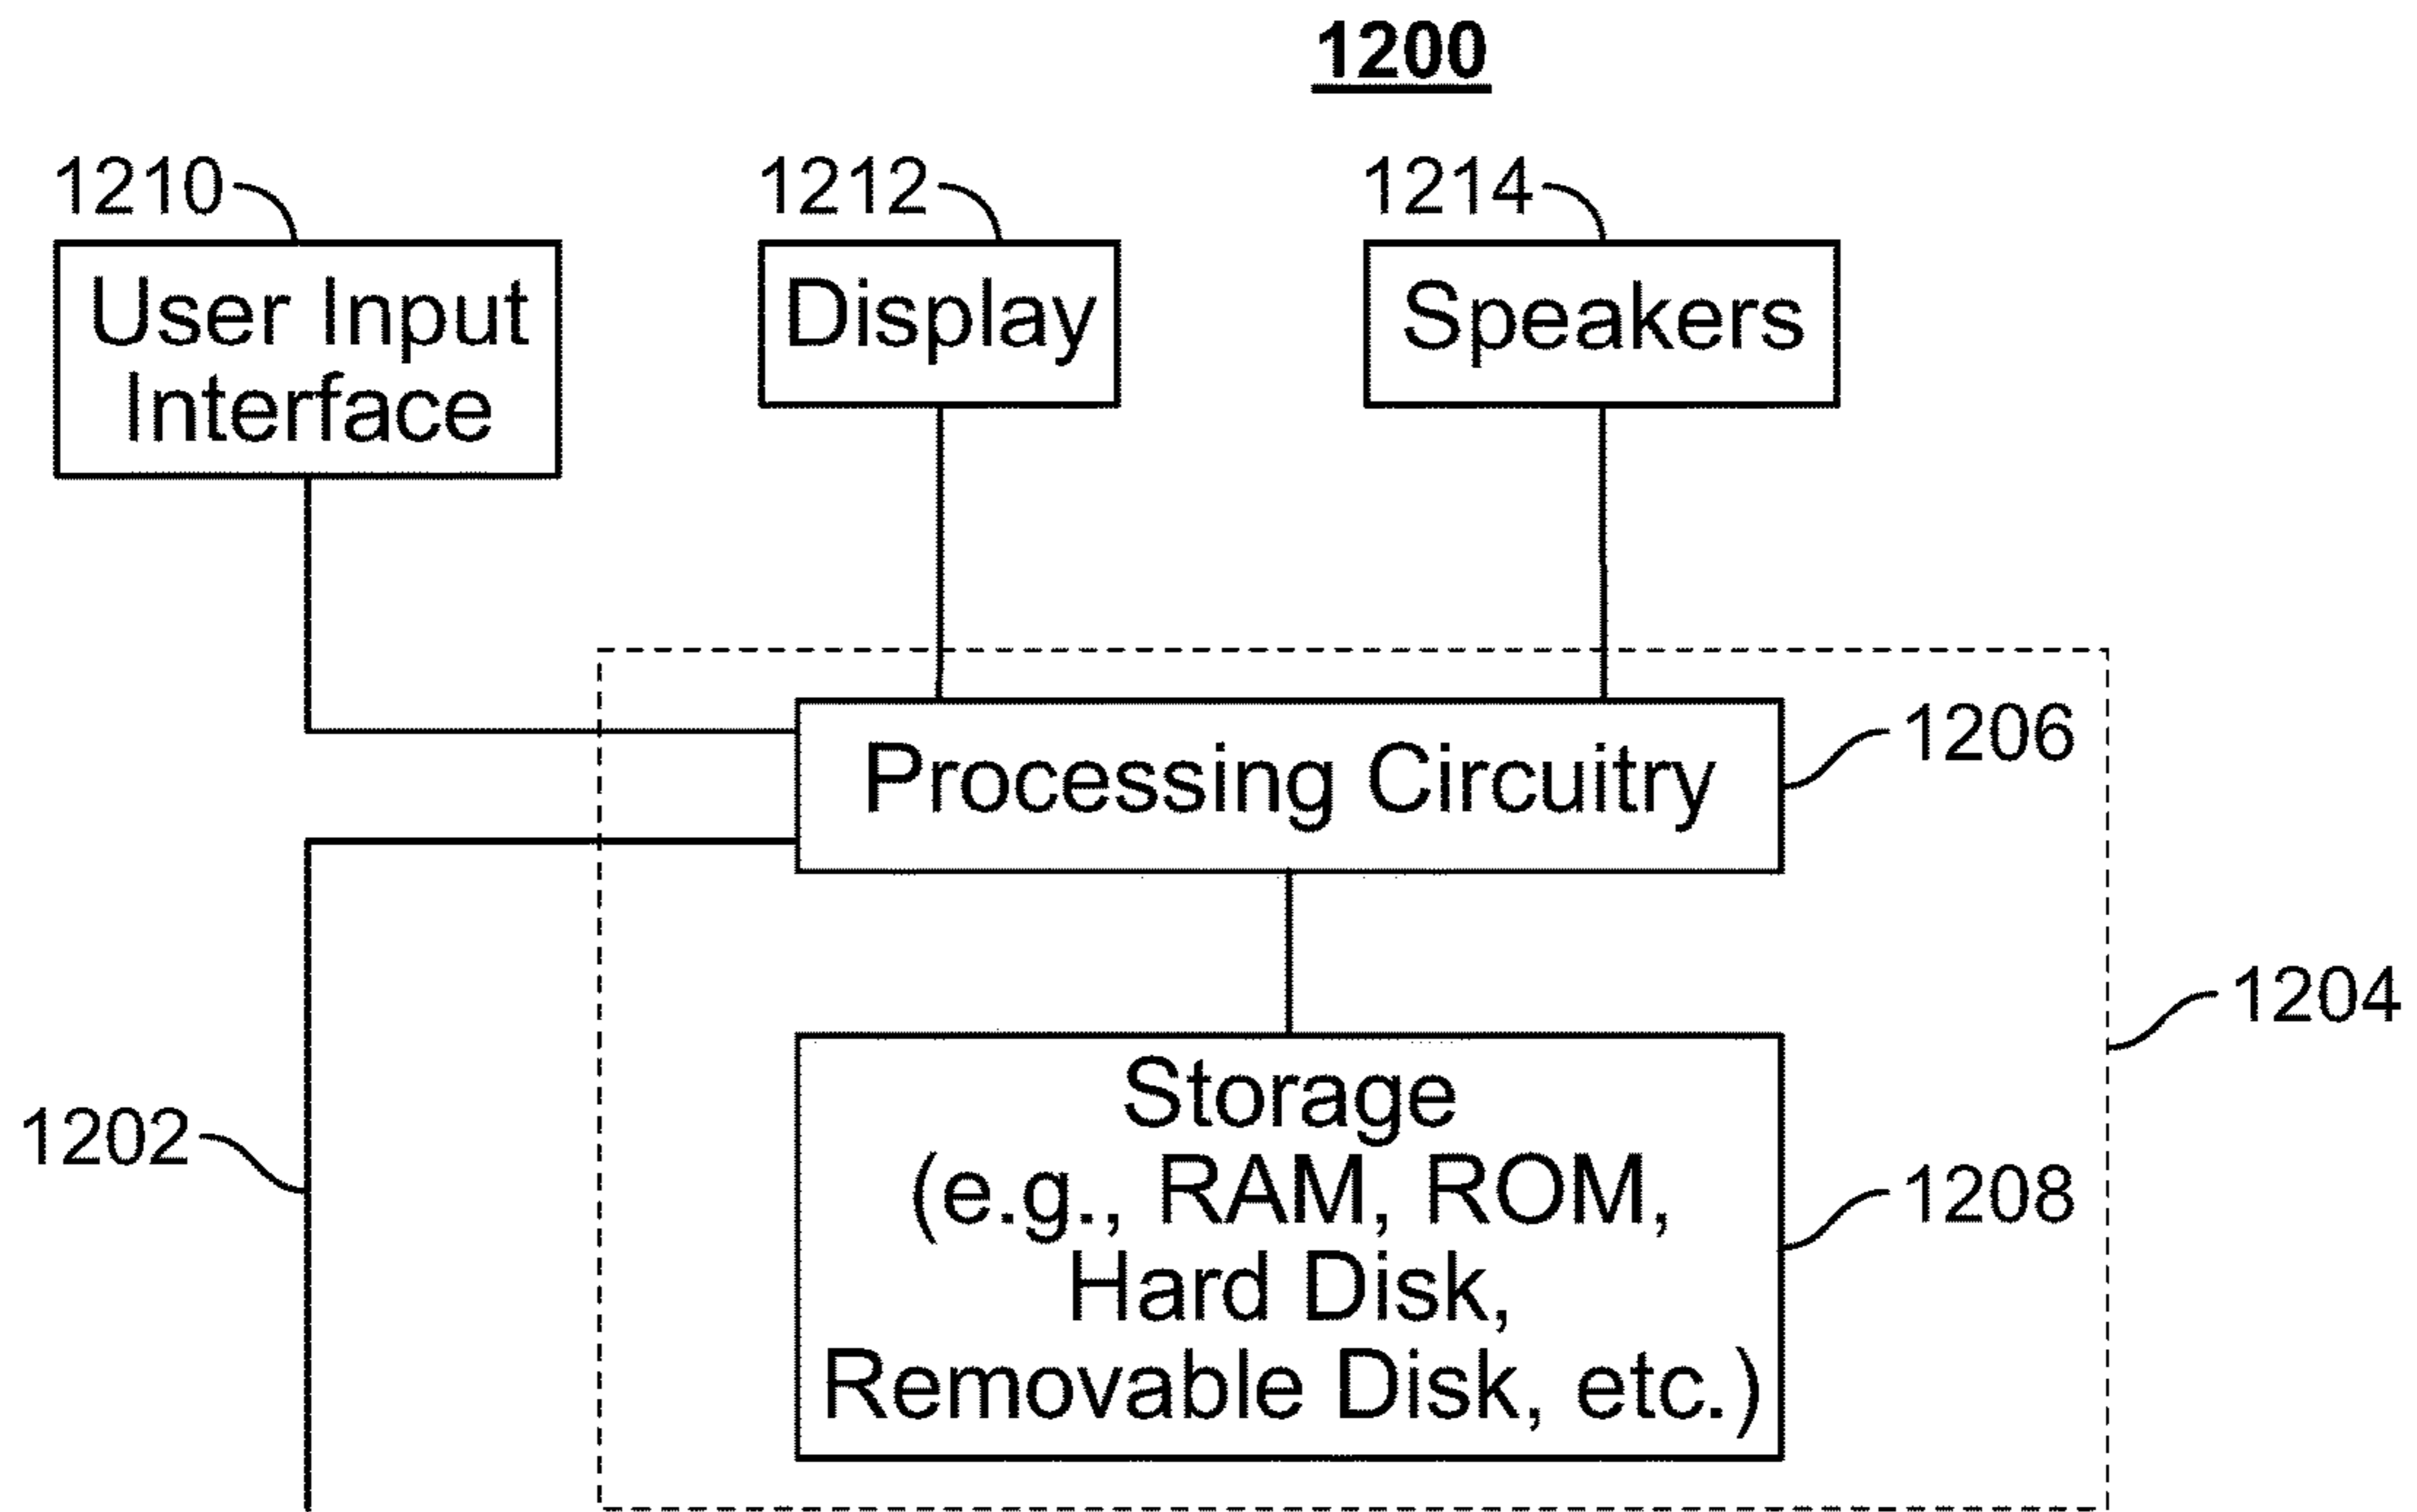 1200
1210
1212
1214
User Input
Interface
Display
Speakers
Processing Circuitry
1206
1204
1202
Storage
(e.g., RAM, ROM,
Hard Disk,
Removable Disk, etc.)
1208